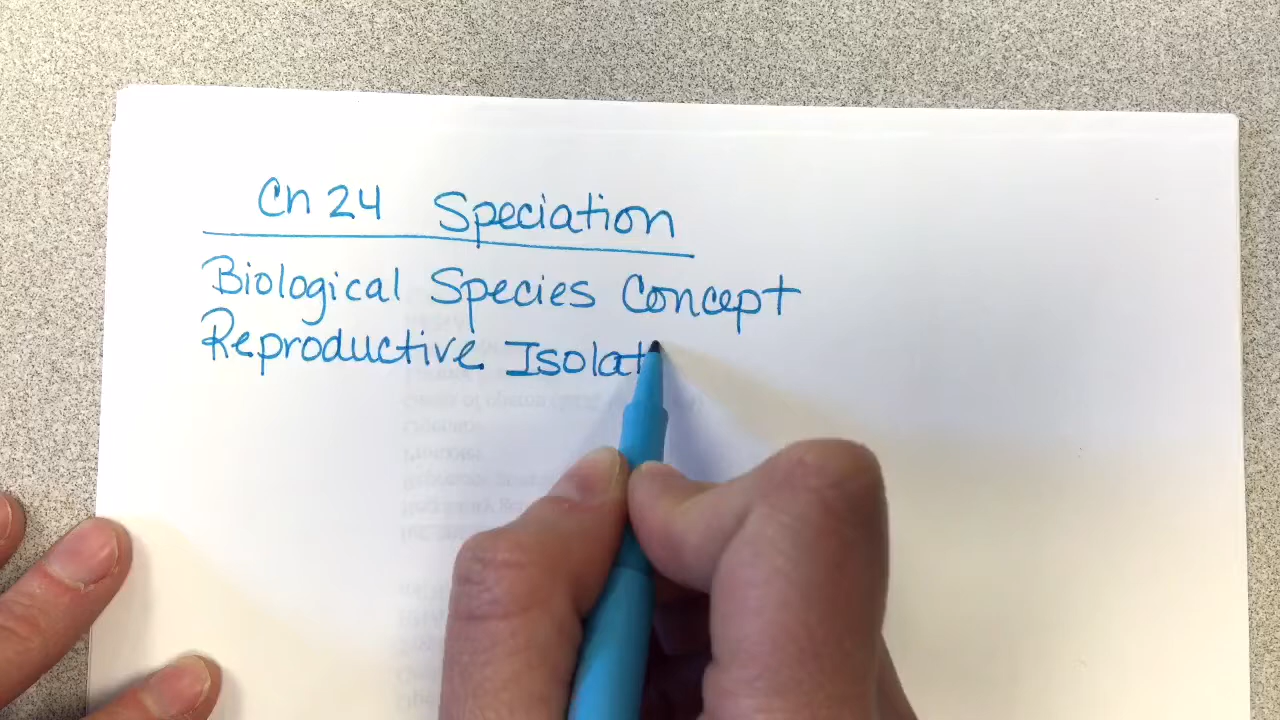 Ch 24 Speciation
Biological Species Concept
Reproductive Isolat